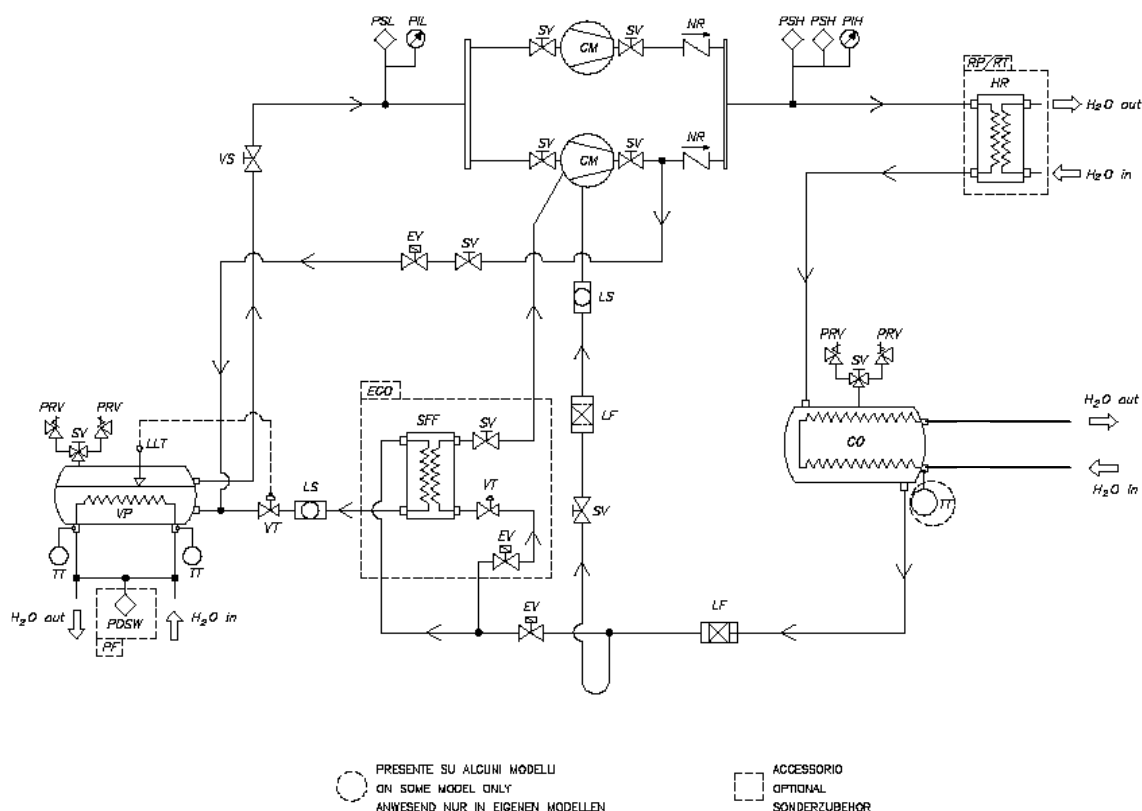 PSL PIL SV SV NR PSH PSH PIH
CM
RP/RT
HR
H₂O out
VS
SV SV NR
CM
H₂O in
EV SV
LS
PRV PRV
SV
ECO
PRV PRV
SV
LLT
SFF SV
LF
CO
H₂O out
H₂O in
LS
VT
VP
VT
SV
TT
EV
TT TT
H₂O out
PDSW
H₂O in
PF
EV
LF
PRESENTE SU ALCUNI MODELLI
ON SOME MODEL ONLY
ANWESEND NUR IN EIGENEN MODELLEN
ACCESSORIO
OPTIONAL
SONDERZUBEHÖR